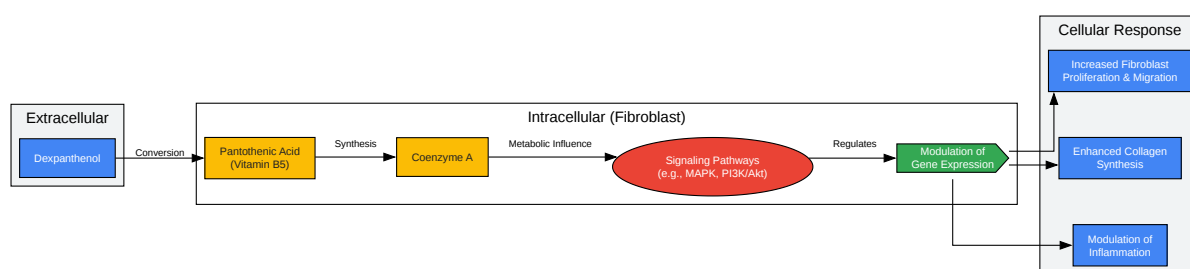 Extracellular
Dexpanthenol
Conversion
Intracellular (Fibroblast)
Pantothenic Acid
(Vitamin B5)
Synthesis
Coenzyme A
Metabolic Influence
Signaling Pathways
(e.g., MAPK, PI3K/Akt)
Regulates
Modulation of
Gene Expression
Cellular Response
Increased Fibroblast
Proliferation & Migration
Enhanced Collagen
Synthesis
Modulation of
Inflammation